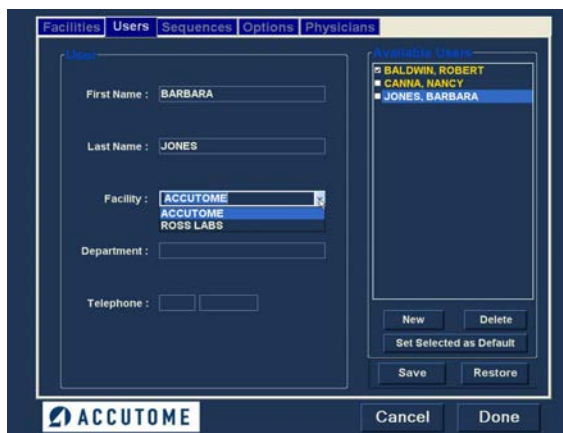 Facilities Users Sequences Options Physicians
User
Available Users
BALDWIN, ROBERT
CANNA, NANCY
JONES, BARBARA
First Name : BARBARA
Last Name : JONES
Facility : ACCUTOME
ACCUTOME
ROSS LABS
Department :
Telephone :
New Delete
Set Selected as Default
Save Restore
ACCUTOME
Cancel Done